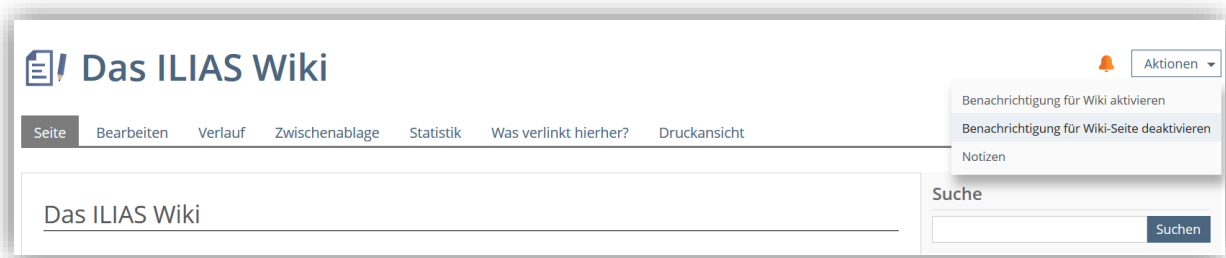 Das ILIAS Wiki
Aktionen
Benachrichtigung für Wiki aktivieren
Benachrichtigung für Wiki-Seite deaktivieren
Notizen
Seite Bearbeiten Verlauf Zwischenablage Statistik Was verlinkt hierher? Druckansicht
Das ILIAS Wiki
Suche
Suchen